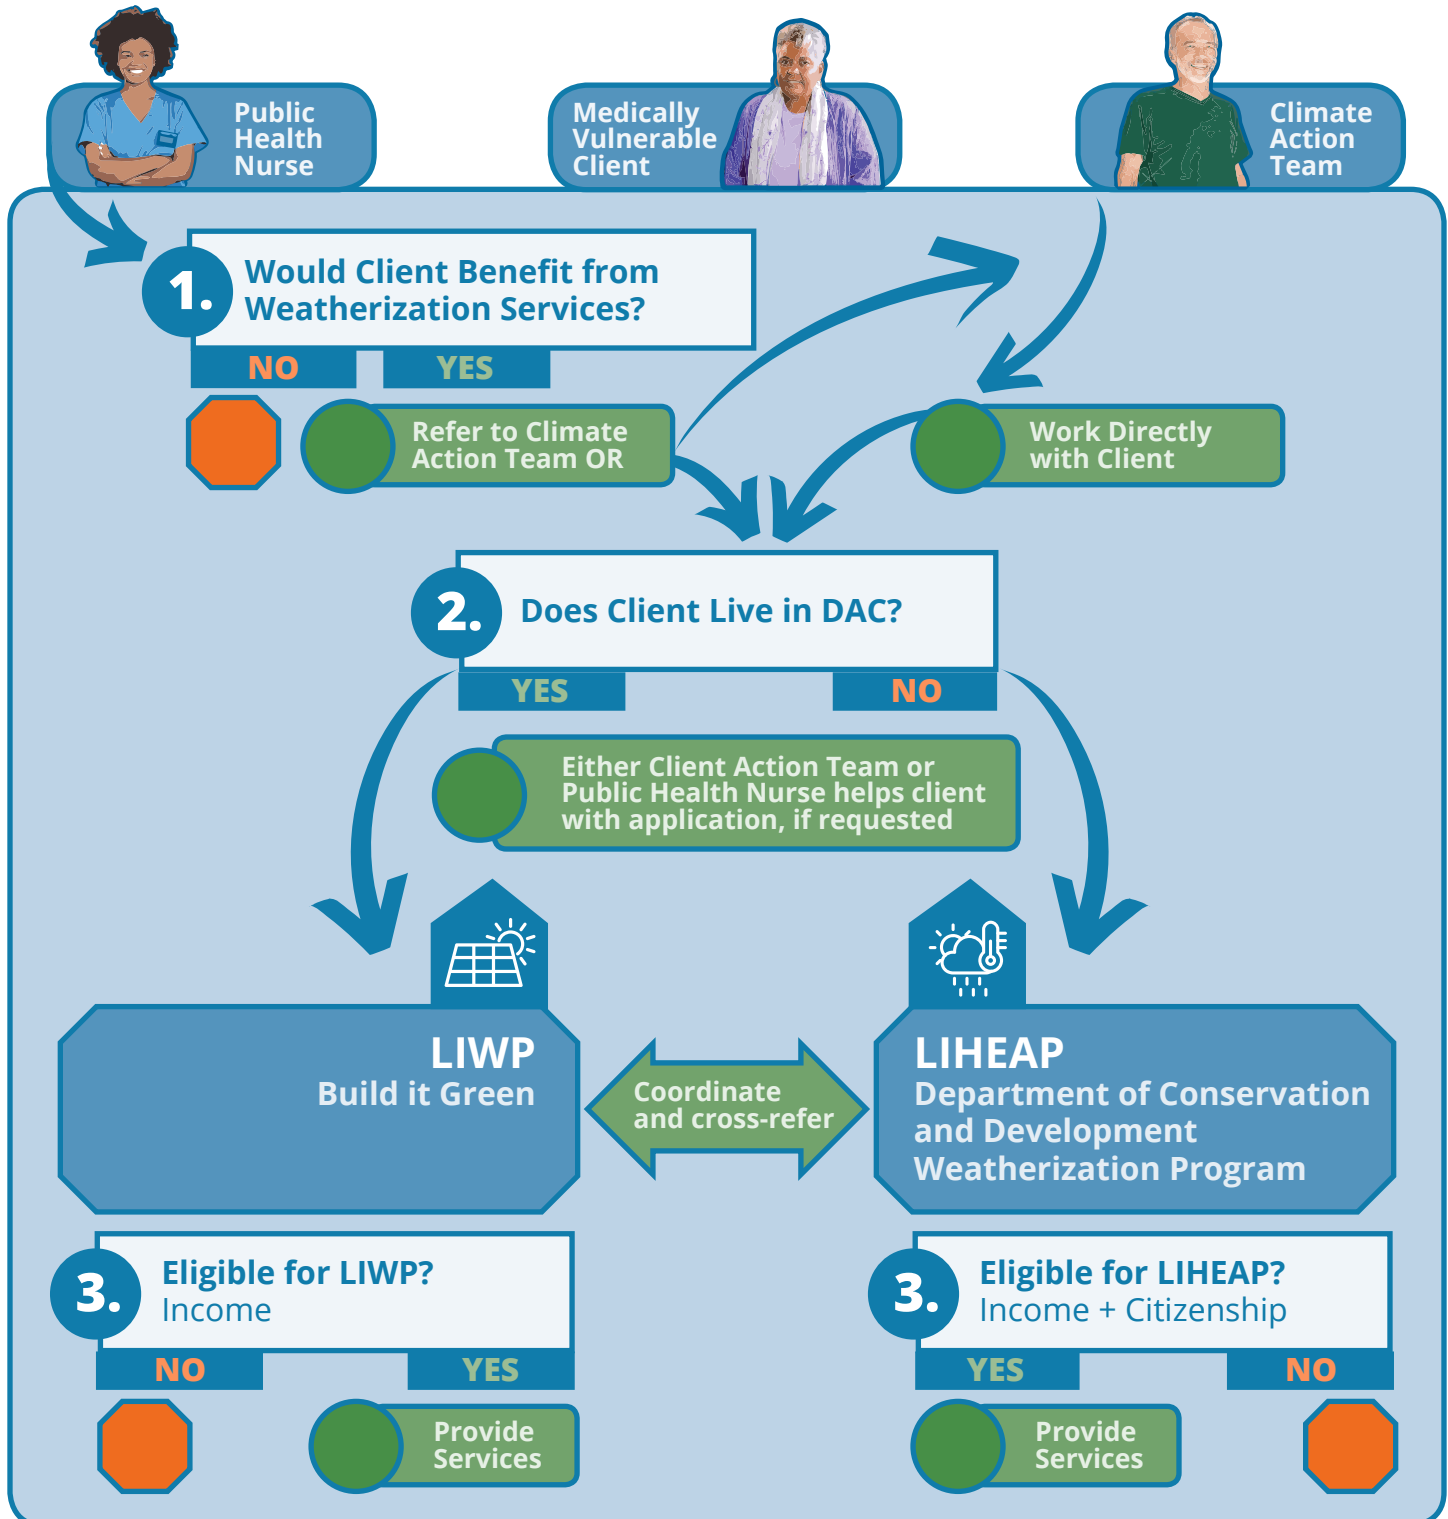 Public
Health
Nurse
Medically
Vulnerable
Client
Climate
Action
Team
1.
Would Client Benefit from
Weatherization Services?
NO
YES
Refer to Climate
Action Team OR
Work Directly
with Client
2.
Does Client Live in DAC?
YES
NO
Either Client Action Team or
Public Health Nurse helps client
with application, if requested
LIWP
Build it Green
Coordinate
and cross-refer
LIHEAP
Department of Conservation
and Development
Weatherization Program
3.
Eligible for LIWP?
Income
NO
YES
Provide
Services
3.
Eligible for LIHEAP?
Income + Citizenship
YES
NO
Provide
Services